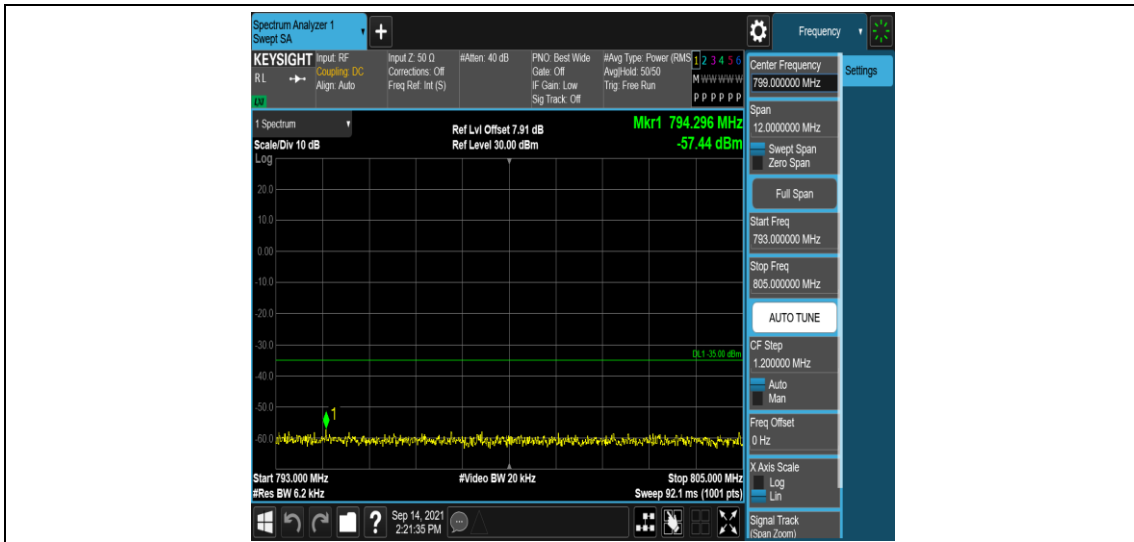 Spectrum Analyzer 1
Swept SA
+
Frequency
KEYSIGHT
RL
LXI
Input: RF
Coupling: DC
Align: Auto
Input Z: 50 Ω
Corrections: Off
Freq Ref: Int (S)
#Atten: 40 dB
PNO: Best Wide
Gate: Off
IF Gain: Low
Sig Track: Off
#Avg Type: Power (RMS
Avg|Hold: 50/50
Trig: Free Run
1 2 3 4 5 6
M W W W W W
P P P P P P
Center Frequency
799.000000 MHz
Settings
Span
12.0000000 MHz
Swept Span
Zero Span
Full Span
Start Freq
793.000000 MHz
Stop Freq
805.000000 MHz
AUTO TUNE
CF Step
1.200000 MHz
Auto
Man
Freq Offset
0 Hz
X Axis Scale
Log
Lin
Signal Track
(Span Zoom)
1 Spectrum
Scale/Div 10 dB
Ref Lvl Offset 7.91 dB
Ref Level 30.00 dBm
Mkr1 794.296 MHz
-57.44 dBm
Log
20.0
10.0
0.00
-10.0
-20.0
-30.0
DL1 -35.00 dBm
-40.0
-50.0
1
-60.0
Start 793.000 MHz
#Video BW 20 kHz
Stop 805.000 MHz
#Res BW 6.2 kHz
Sweep 92.1 ms (1001 pts)
?
Sep 14, 2021
2:21:35 PM